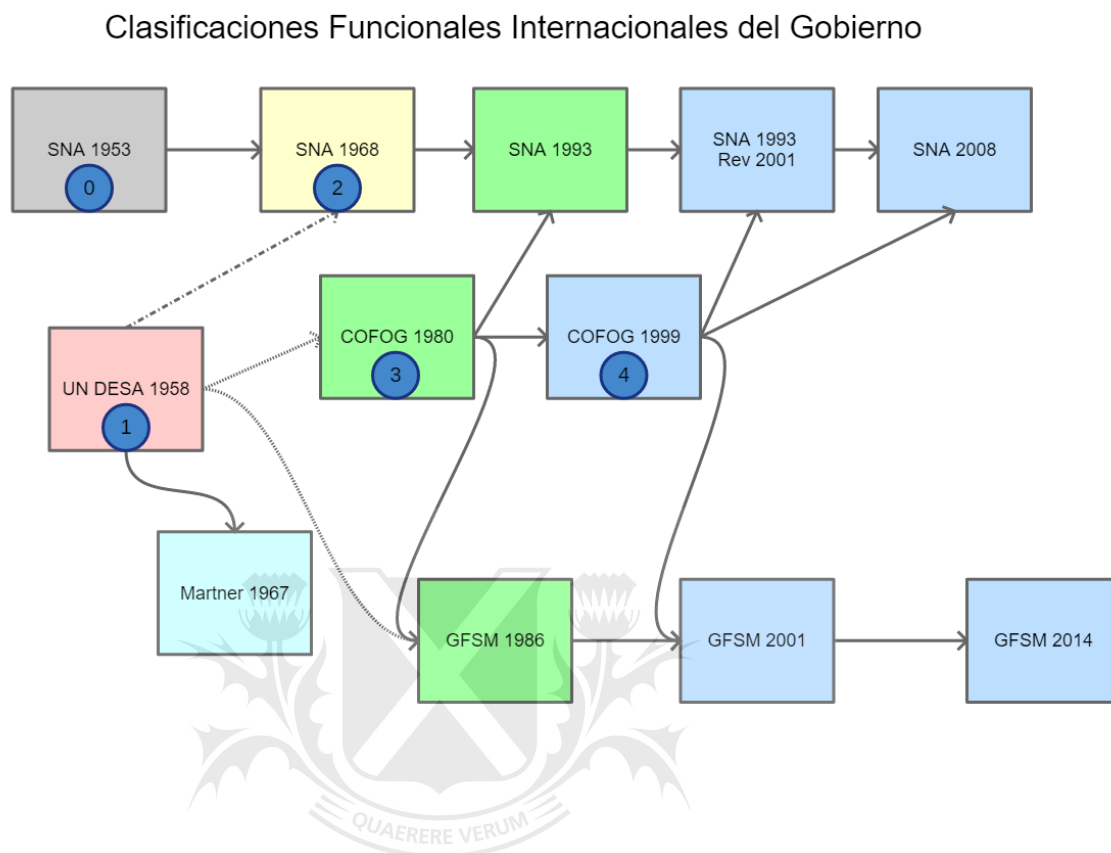 Clasificaciones Funcionales Internacionales del Gobierno
SNA 1953
0
SNA 1968
2
SNA 1993
SNA 1993
Rev 2001
SNA 2008
UN DESA 1958
1
COFOG 1980
3
COFOG 1999
4
Martner 1967
GFSM 1986
GFSM 2001
GFSM 2014
QUAERERE VERUM